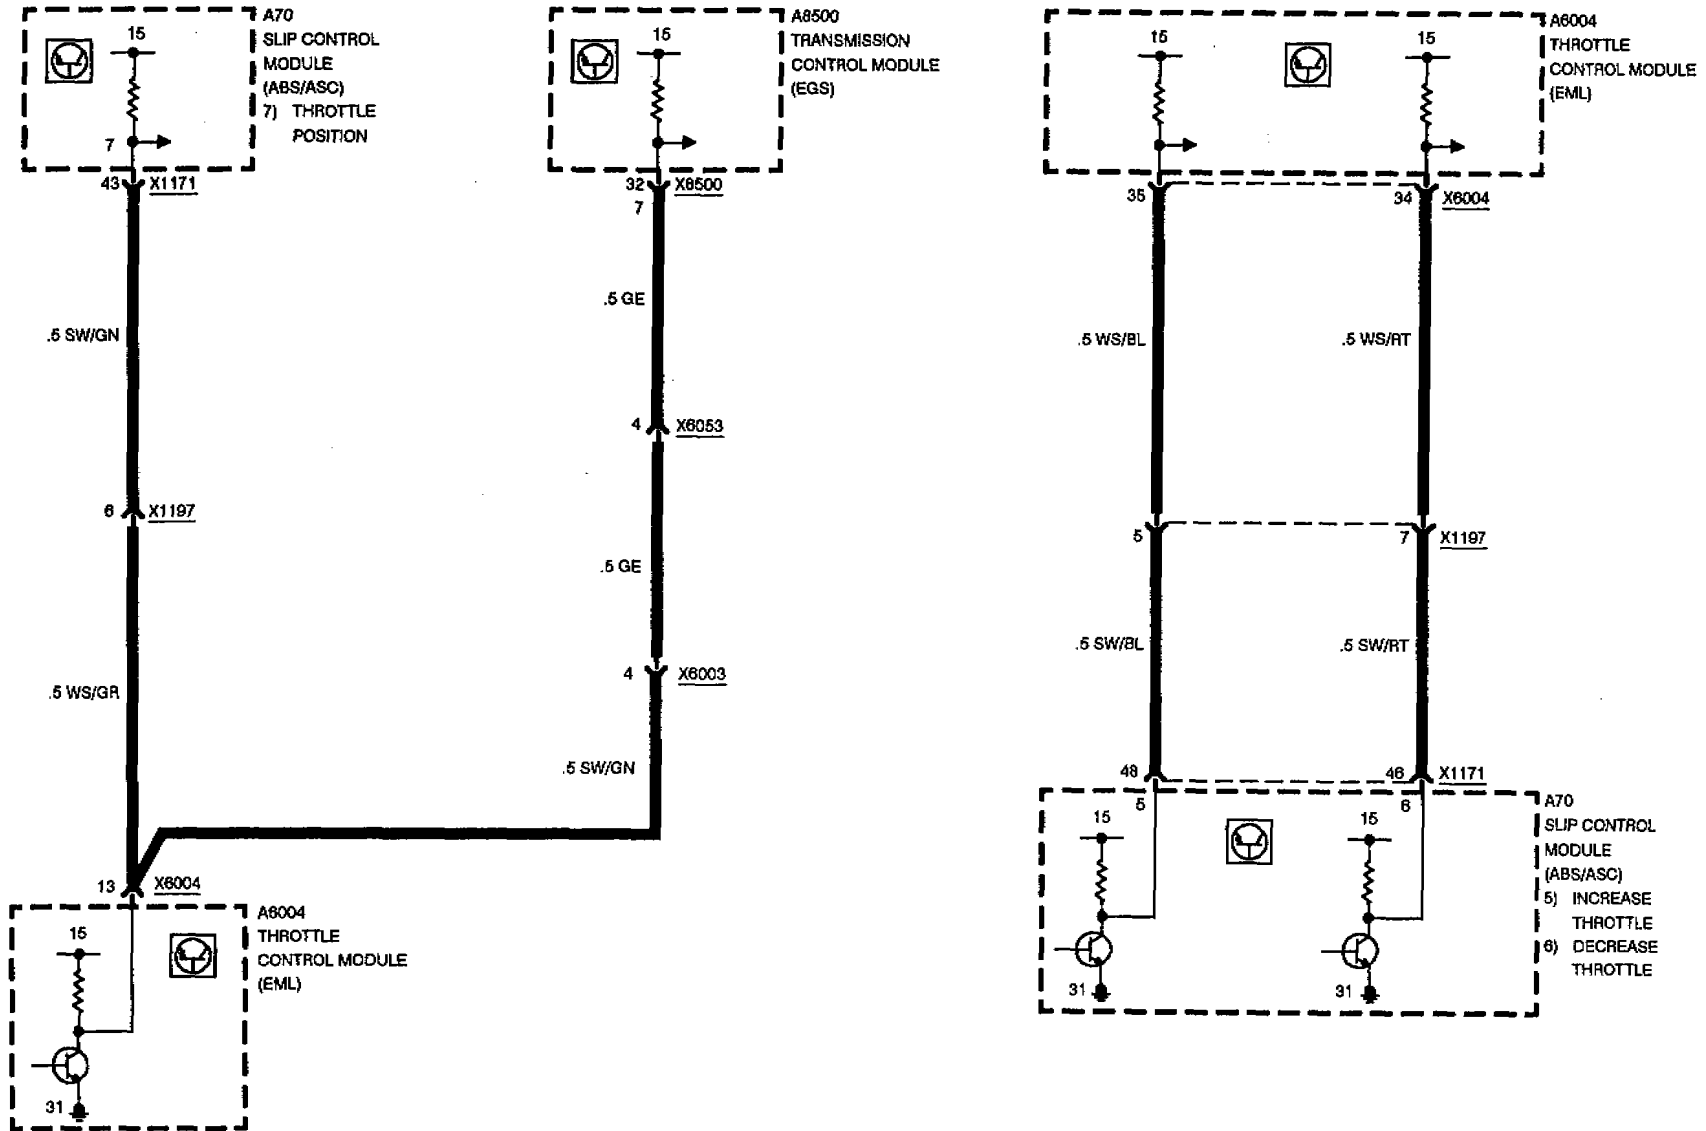 A70
SLIP CONTROL
MODULE
(ABS/ASC)
7) THROTTLE
POSITION
15
7
43 X1171
.5 SW/GN
6 X1197
.5 WS/GR
13 X6004
A6004
THROTTLE
CONTROL MODULE
(EML)
15
31
A8500
TRANSMISSION
CONTROL MODULE
(EGS)
15
32 X8500
7
.5 GE
4 X6053
.5 GE
4 X6003
.5 SW/GN
A6004
THROTTLE
CONTROL MODULE
(EML)
15 15
35 34 X6004
.5 WS/BL .5 WS/RT
5 7 X1197
.5 SW/BL .5 SW/RT
48 46 X1171
5 6
A70
SLIP CONTROL
MODULE
(ABS/ASC)
5) INCREASE
THROTTLE
6) DECREASE
THROTTLE
15 15
31 31